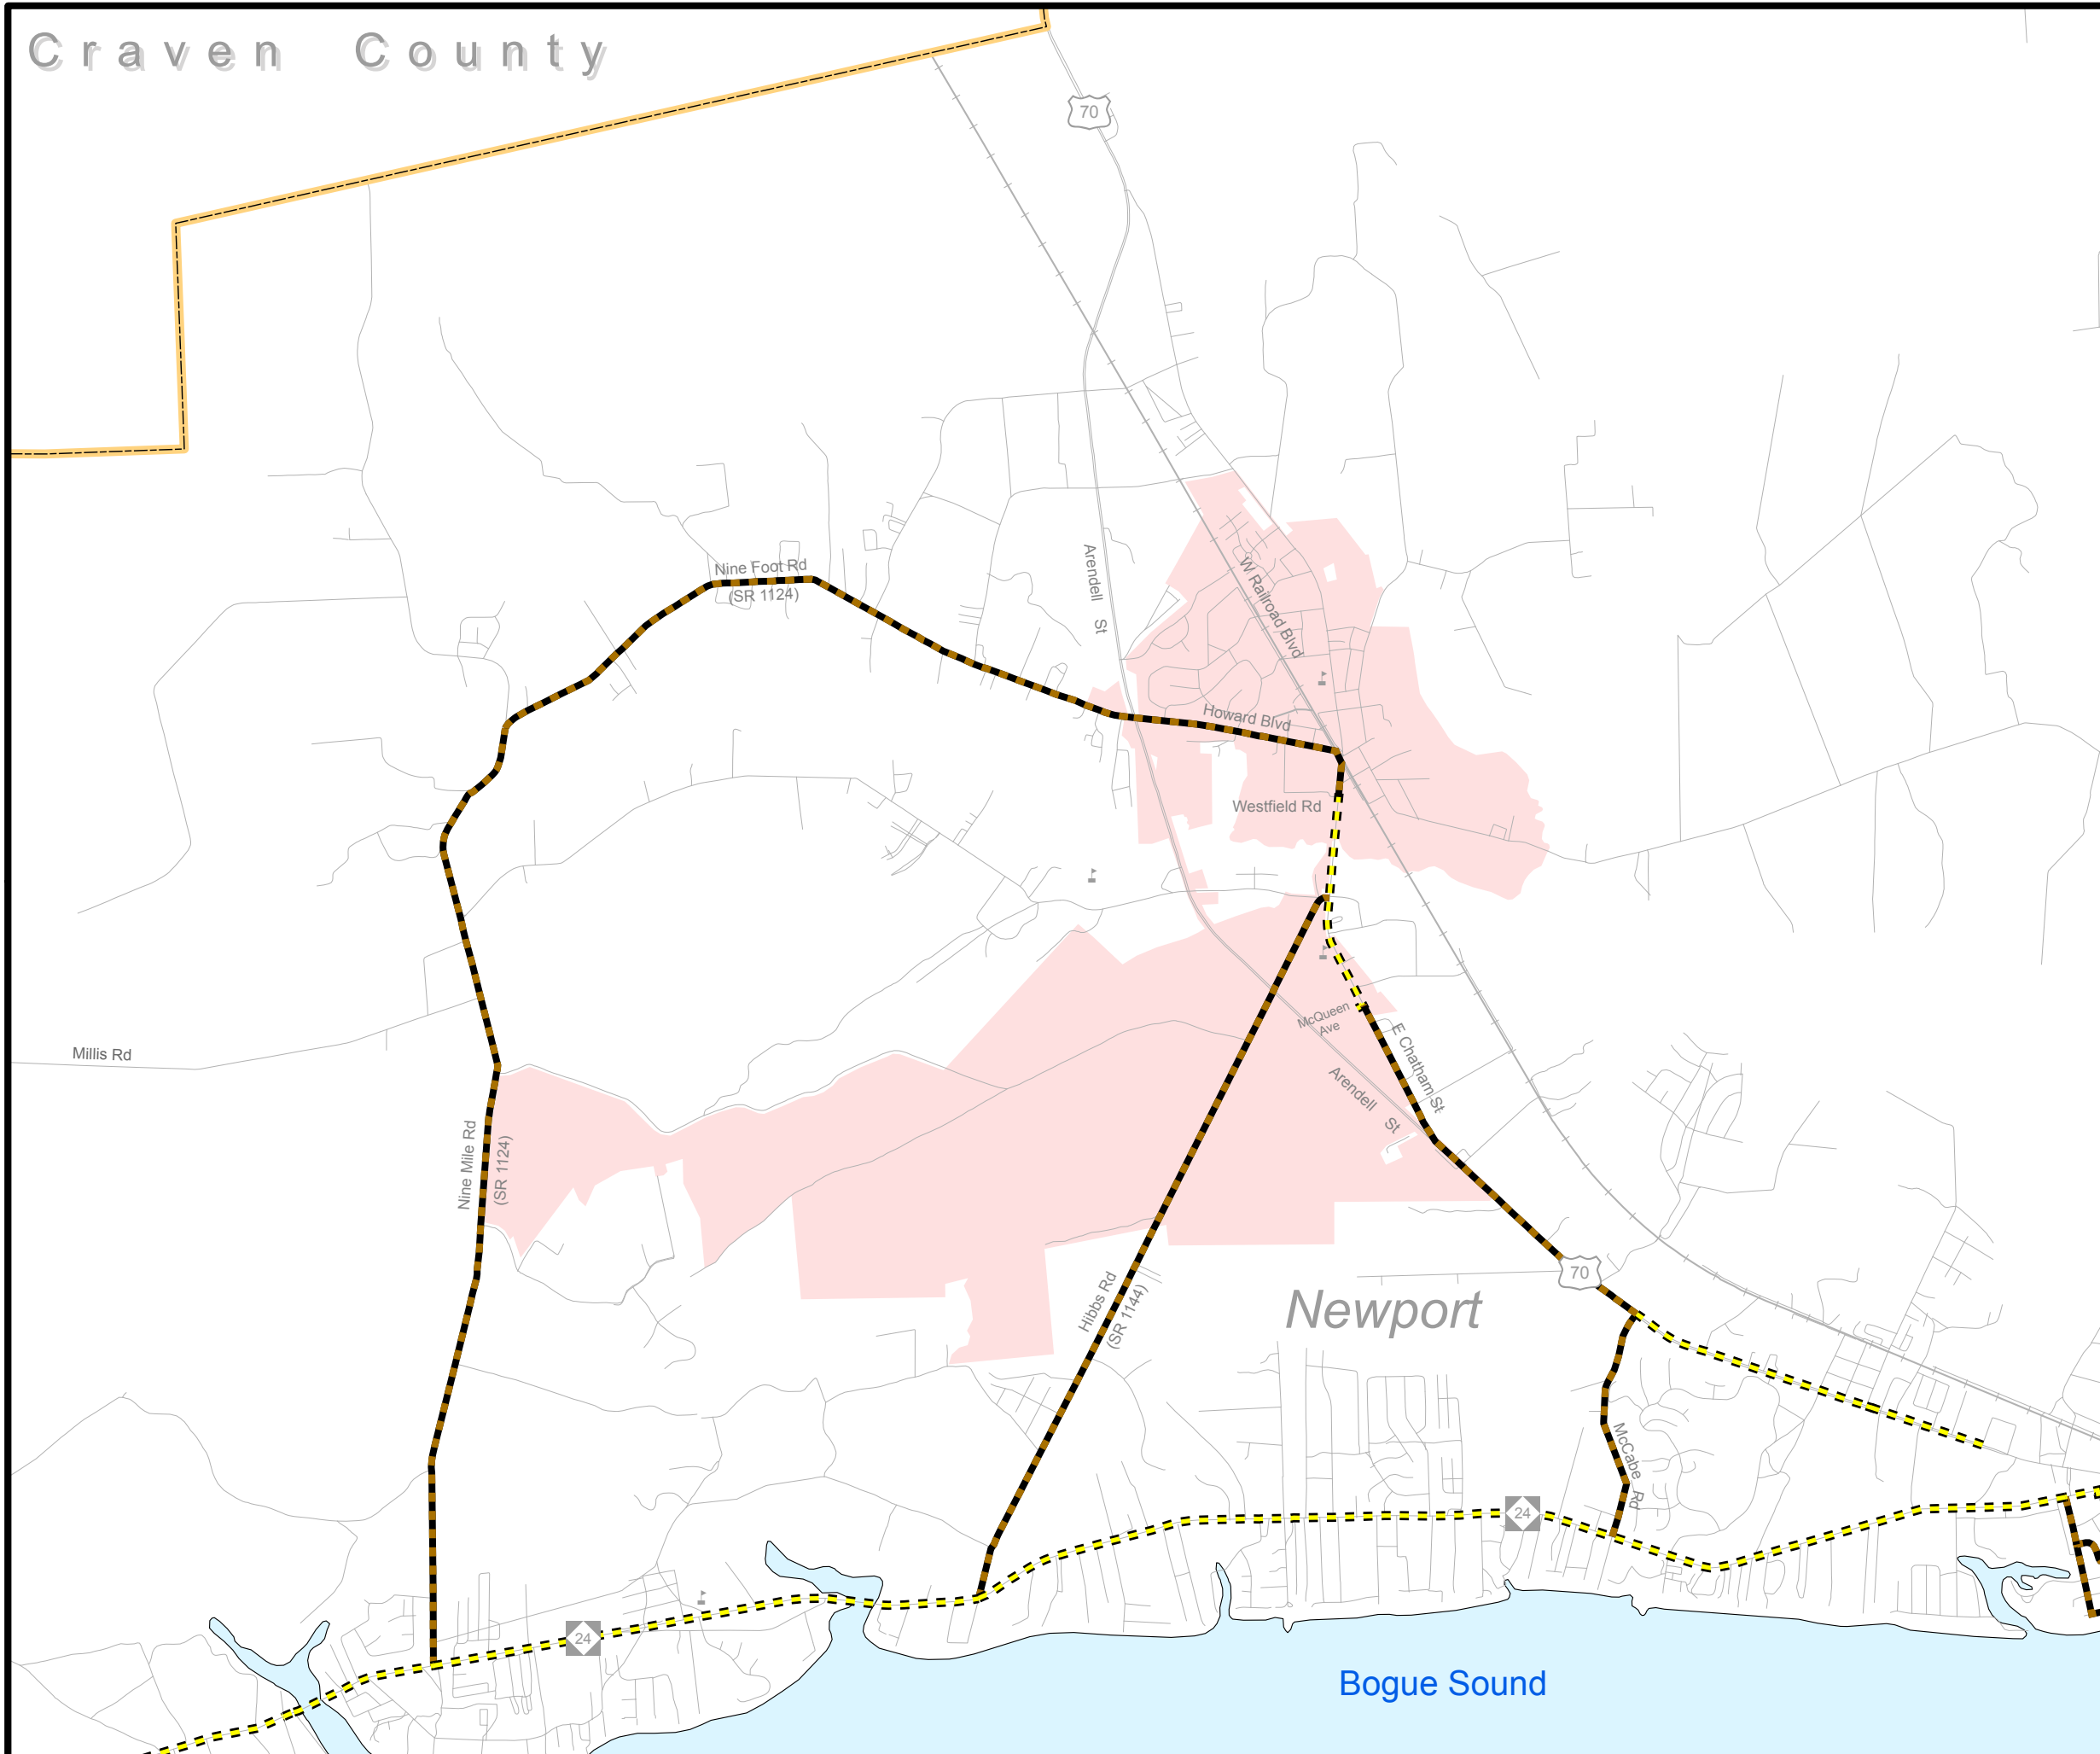 Craven County
70
Nine Foot Rd
(SR 1124)
Arendell St
W Railroad Blvd
Howard Blvd
Westfield Rd
Millis Rd
McQueen
Ave
E Chatham St
Arendell St
Nine Mile Rd
(SR 1124)
Hibbs Rd
(SR 1144)
70
Newport
McCabe Rd
24
24
Bogue Sound